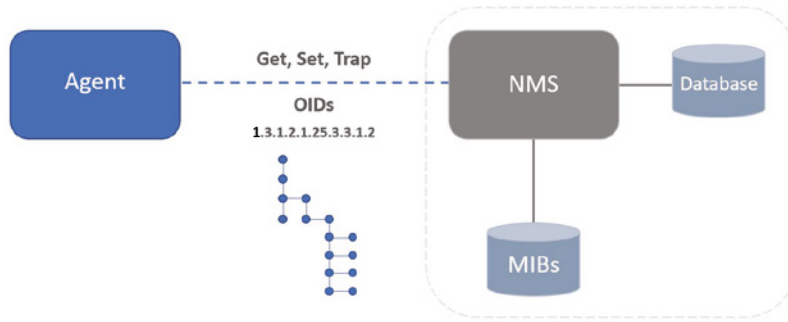 Agent
Get, Set, Trap
OIDs
1.3.1.2.1.25.3.3.1.2
NMS
Database
MIBs